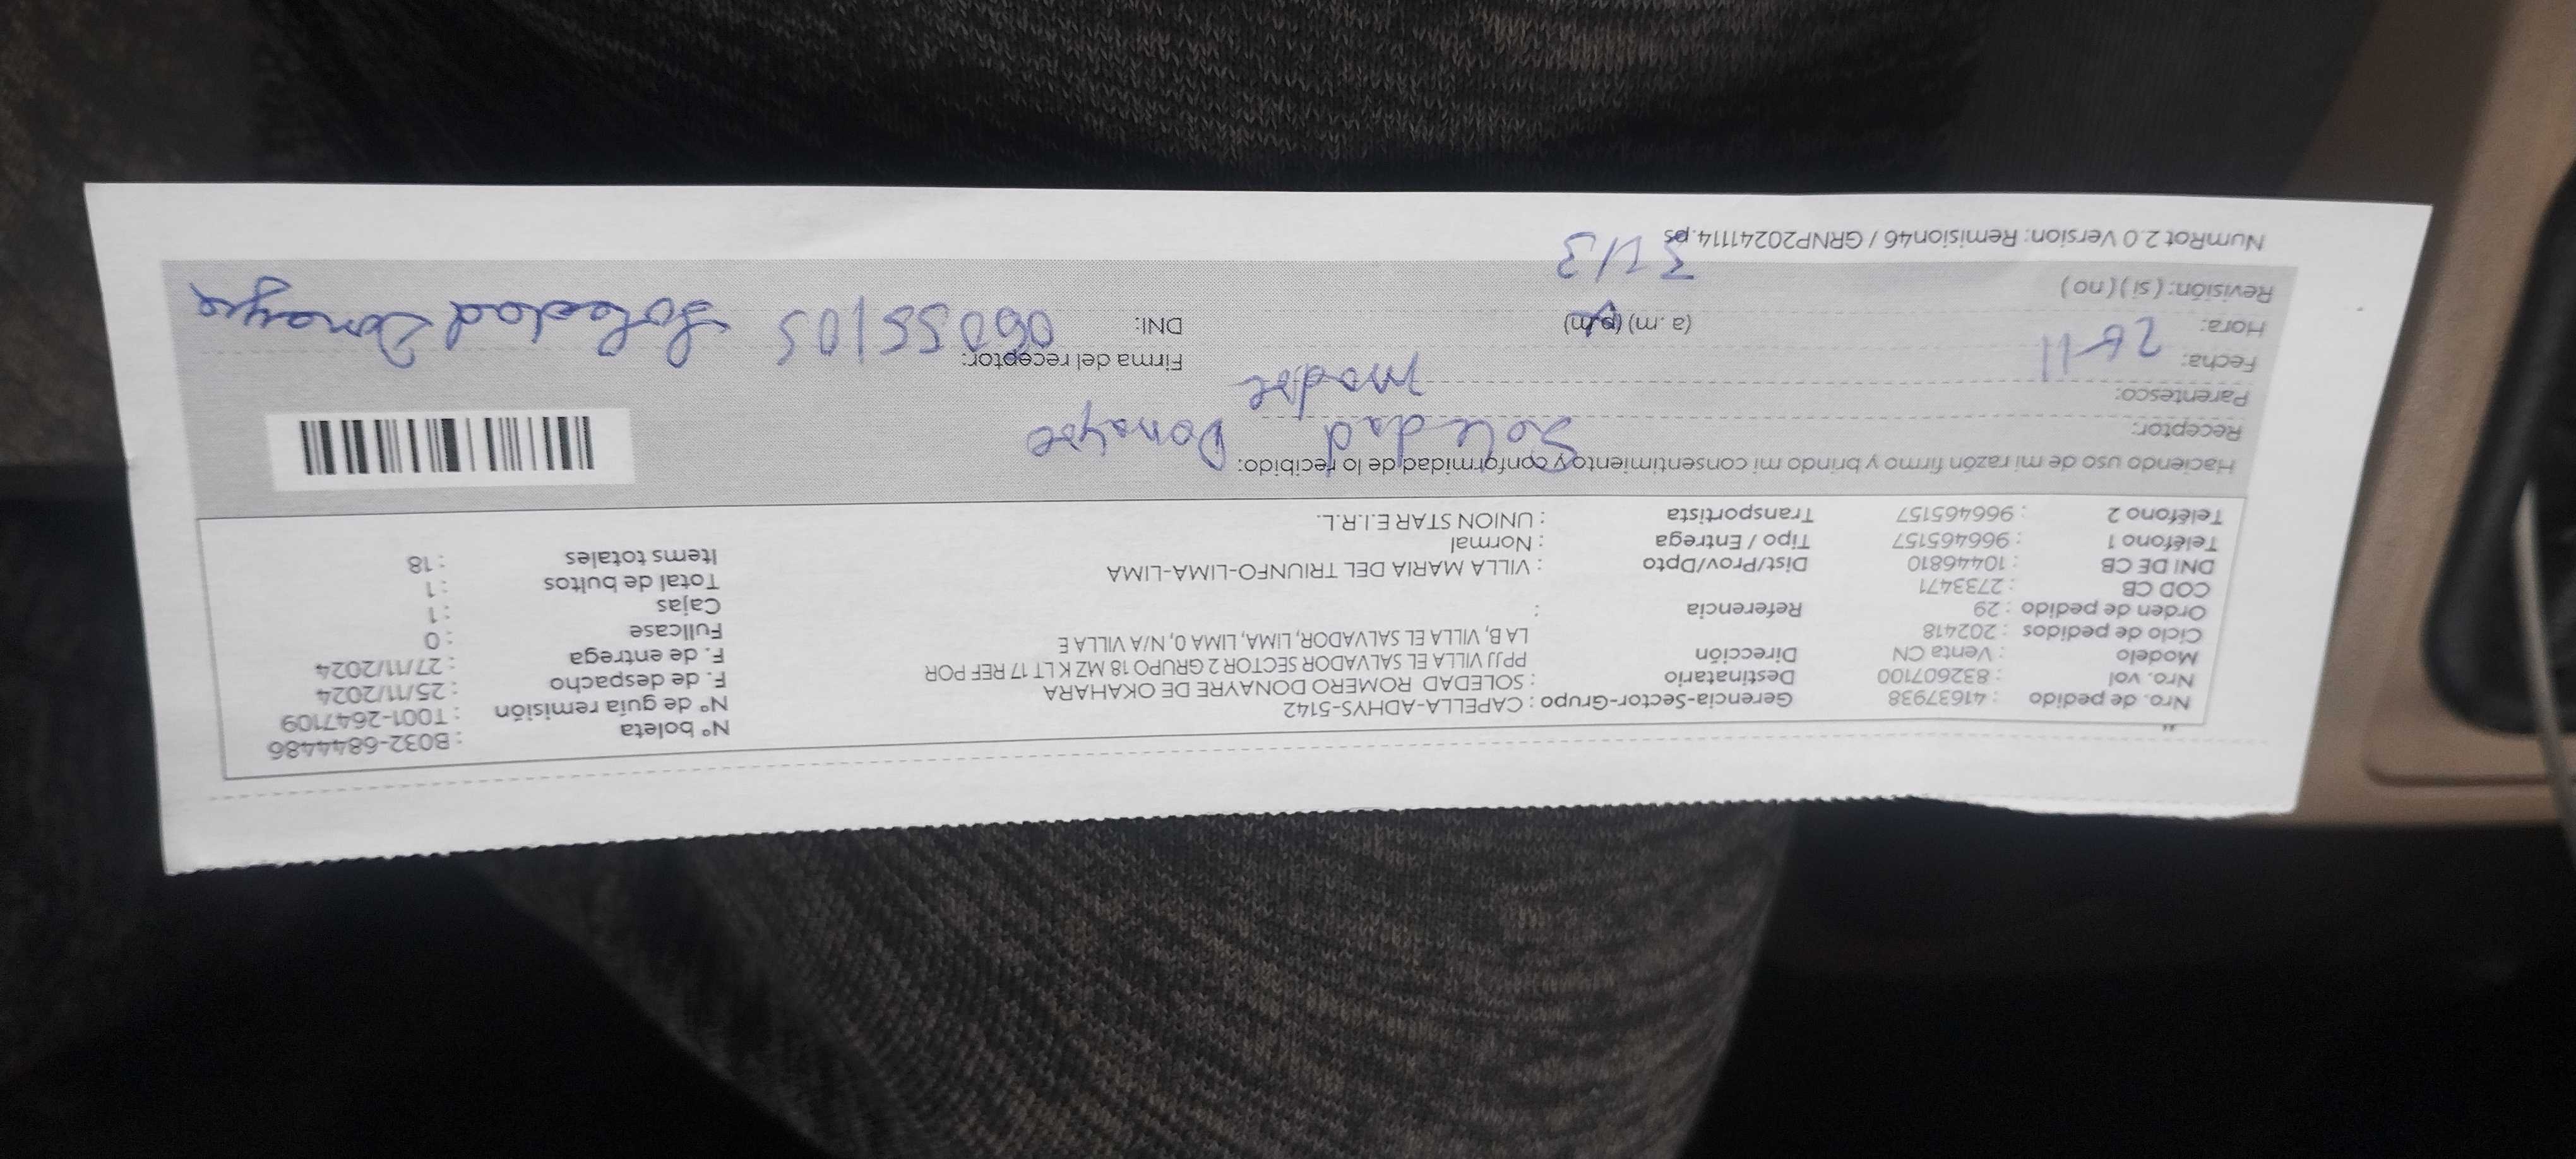 Nro. de pedido : 41637938 Gerencia-Sector-Grupo : CAPELLA-ADHYS-5142 N° boleta : B032-6844486
Nro. vol : 832607100 Destinatario : SOLEDAD ROMERO DONAYRE DE OKAHARA N° de guía remisión : T001-2647109
Modelo : Venta CN Dirección PPJJ VILLA EL SALVADOR SECTOR 2 GRUPO 18 MZ K LT 17 REF POR F. de despacho : 25/11/2024
Ciclo de pedidos : 202418 LA B, VILLA EL SALVADOR, LIMA, LIMA 0, N/A VILLA E F. de entrega : 27/11/2024
Orden de pedido : 29 Referencia : Fullcase : 0
COD CB : 2733471 Cajas : 1
DNI DE CB : 10446810 Dist/Prov/Dpto : VILLA MARIA DEL TRIUNFO-LIMA-LIMA Total de bultos : 1
Teléfono 1 : 966465157 Tipo / Entrega : Normal Items totales : 18
Teléfono 2 : 966465157 Transportista : UNION STAR E.I.R.L.
Haciendo uso de mi razón firmo y brindo mi consentimiento y conformidad de lo recibido:
Receptor: Soledad Donayre
Parentesco: madre
Fecha: 26-11 Firma del receptor: Soledad Donayre
Hora: (a.m) (p.m) DNI: 06055105
Revisión: (si) (no)
NumRot 2.0 Version: Remision46 / GRNP20241114.ps